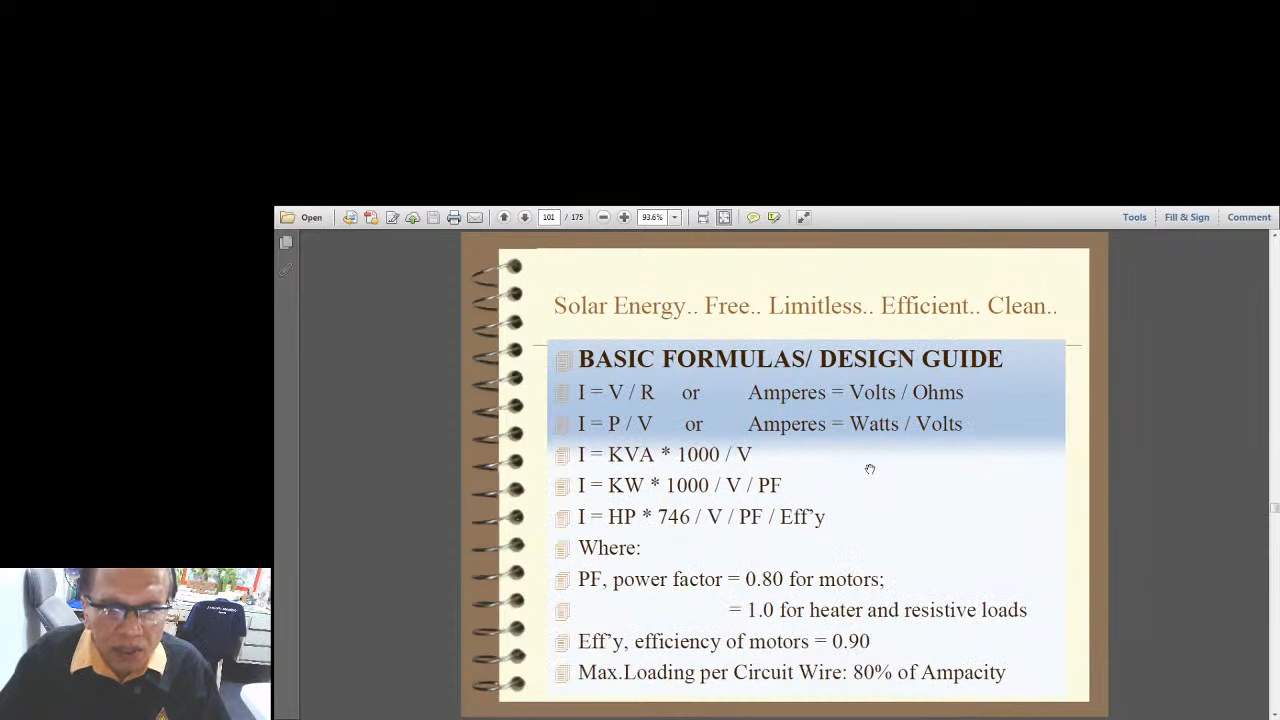 Open 101 / 175 93.6% Tools Fill & Sign Comment
Solar Energy.. Free.. Limitless.. Efficient.. Clean..
BASIC FORMULAS/ DESIGN GUIDE
I = V / R or Amperes = Volts / Ohms
I = P / V or Amperes = Watts / Volts
I = KVA * 1000 / V
I = KW * 1000 / V / PF
I = HP * 746 / V / PF / Eff’y
Where:
PF, power factor = 0.80 for motors;
= 1.0 for heater and resistive loads
Eff’y, efficiency of motors = 0.90
Max.Loading per Circuit Wire: 80% of Ampacity